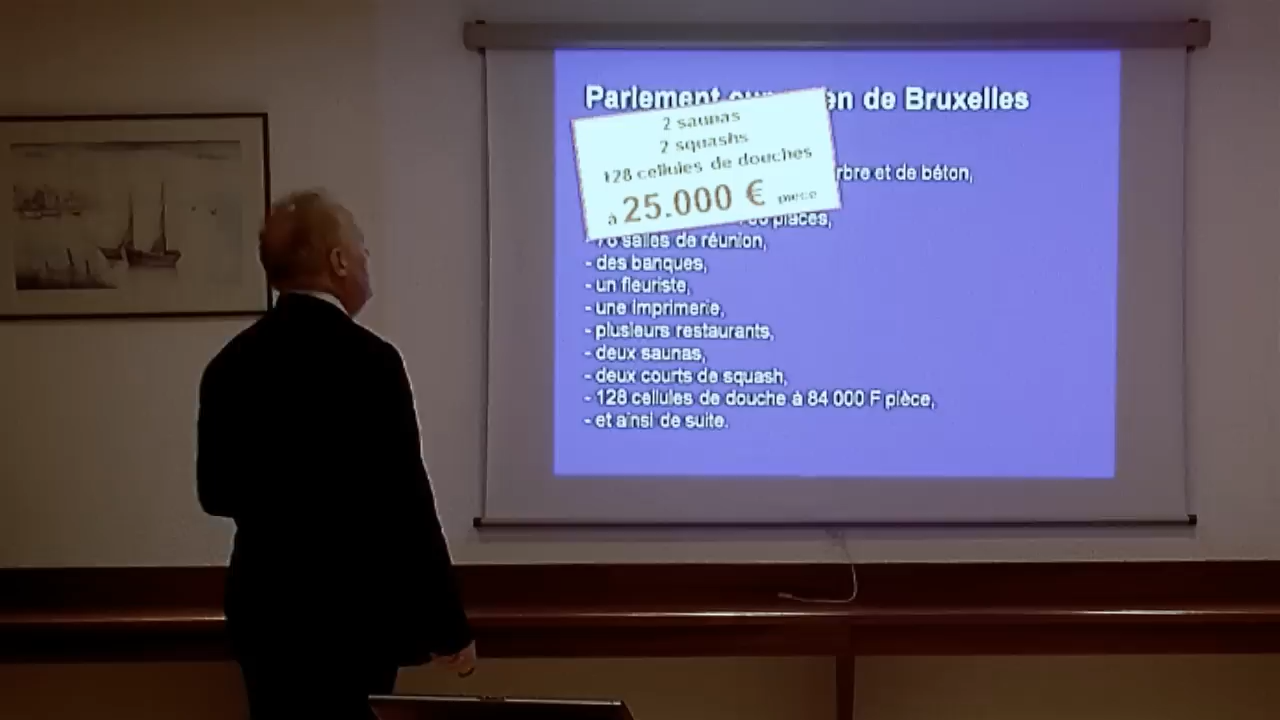 Parlement en de Bruxelles
2 saunas
2 squashs
128 cellules de douches
à 25.000 € pièce
rbre et de béton,
places,
salles de réunion,
- des banques,
- un fleuriste,
- une imprimerie,
- plusieurs restaurants,
- deux saunas,
- deux courts de squash,
- 128 cellules de douche à 84 000 F pièce,
- et ainsi de suite.